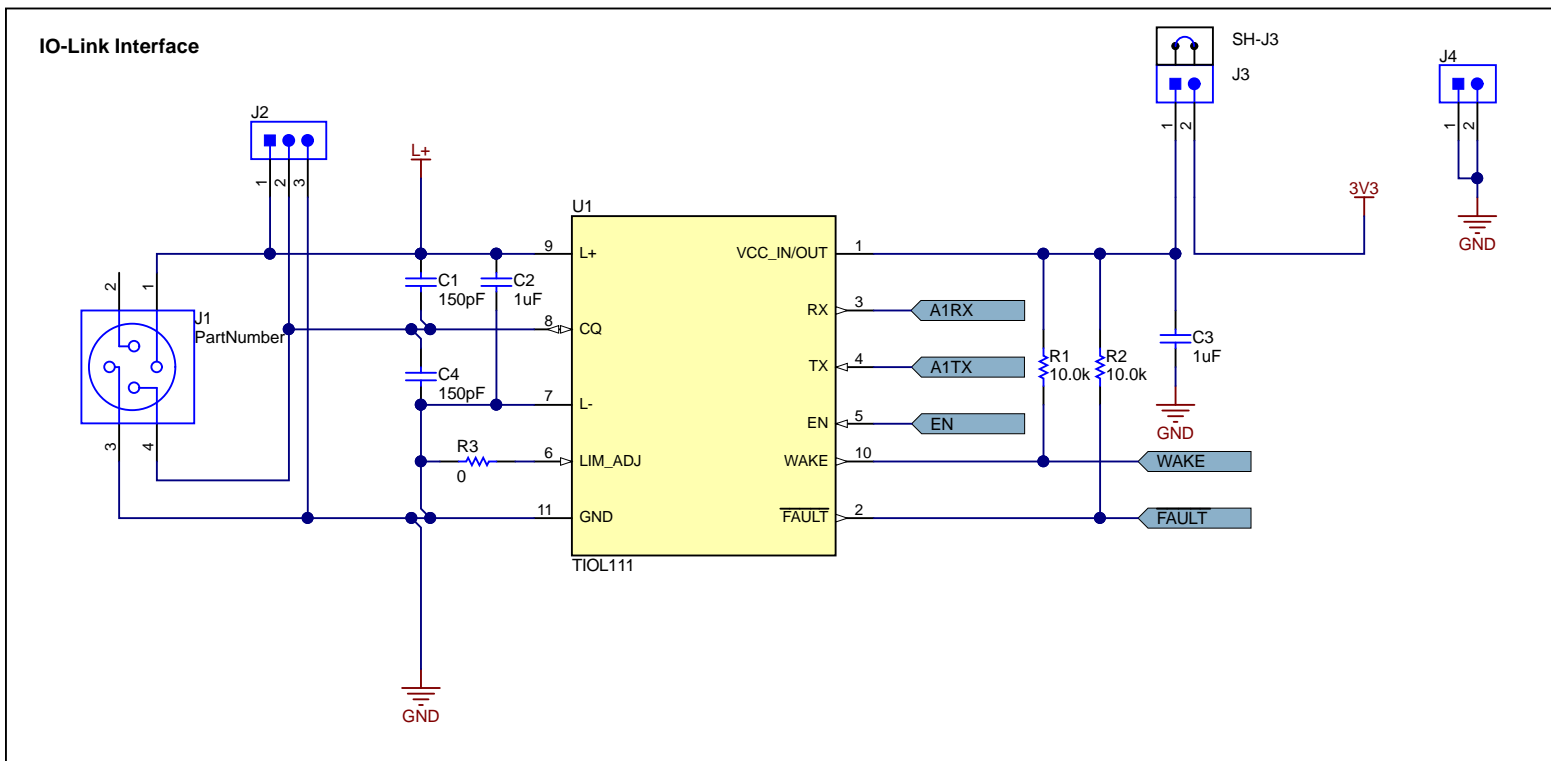 IO-Link Interface
SH-J3
J3
J4
J2
1
2
3
L+
1
2
1
2
3V3
GND
U1
9
L+
VCC_IN/OUT
1
2
1
C1
150pF
C2
1uF
J1
PartNumber
8
CQ
RX
3
A1RX
C3
1uF
C4
150pF
TX
4
A1TX
R1
10.0k
R2
10.0k
7
L-
EN
5
EN
GND
3
4
R3
0
6
LIM_ADJ
WAKE
10
WAKE
11
GND
FAULT
2
FAULT
TIOL111
GND